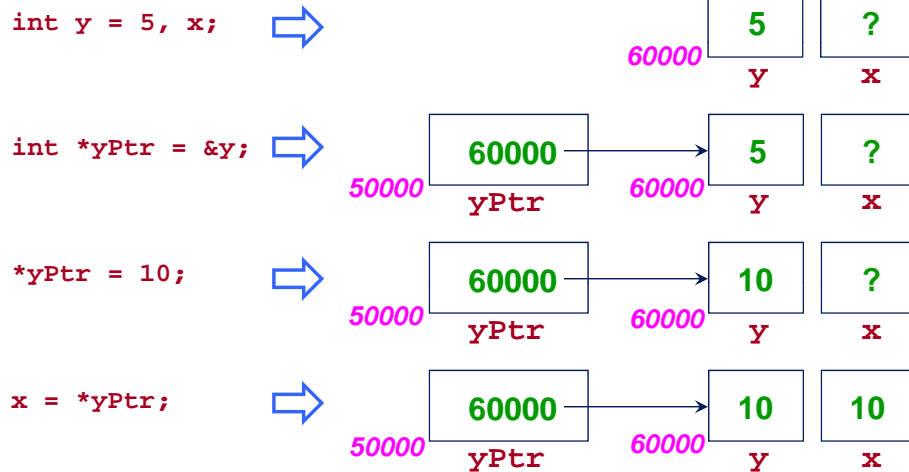 int y = 5, x;
5 ?
60000
y x
int *yPtr = &y;
60000 5 ?
50000 60000
yPtr y x
*yPtr = 10;
60000 10 ?
50000 60000
yPtr y x
x = *yPtr;
60000 10 10
50000 60000
yPtr y x